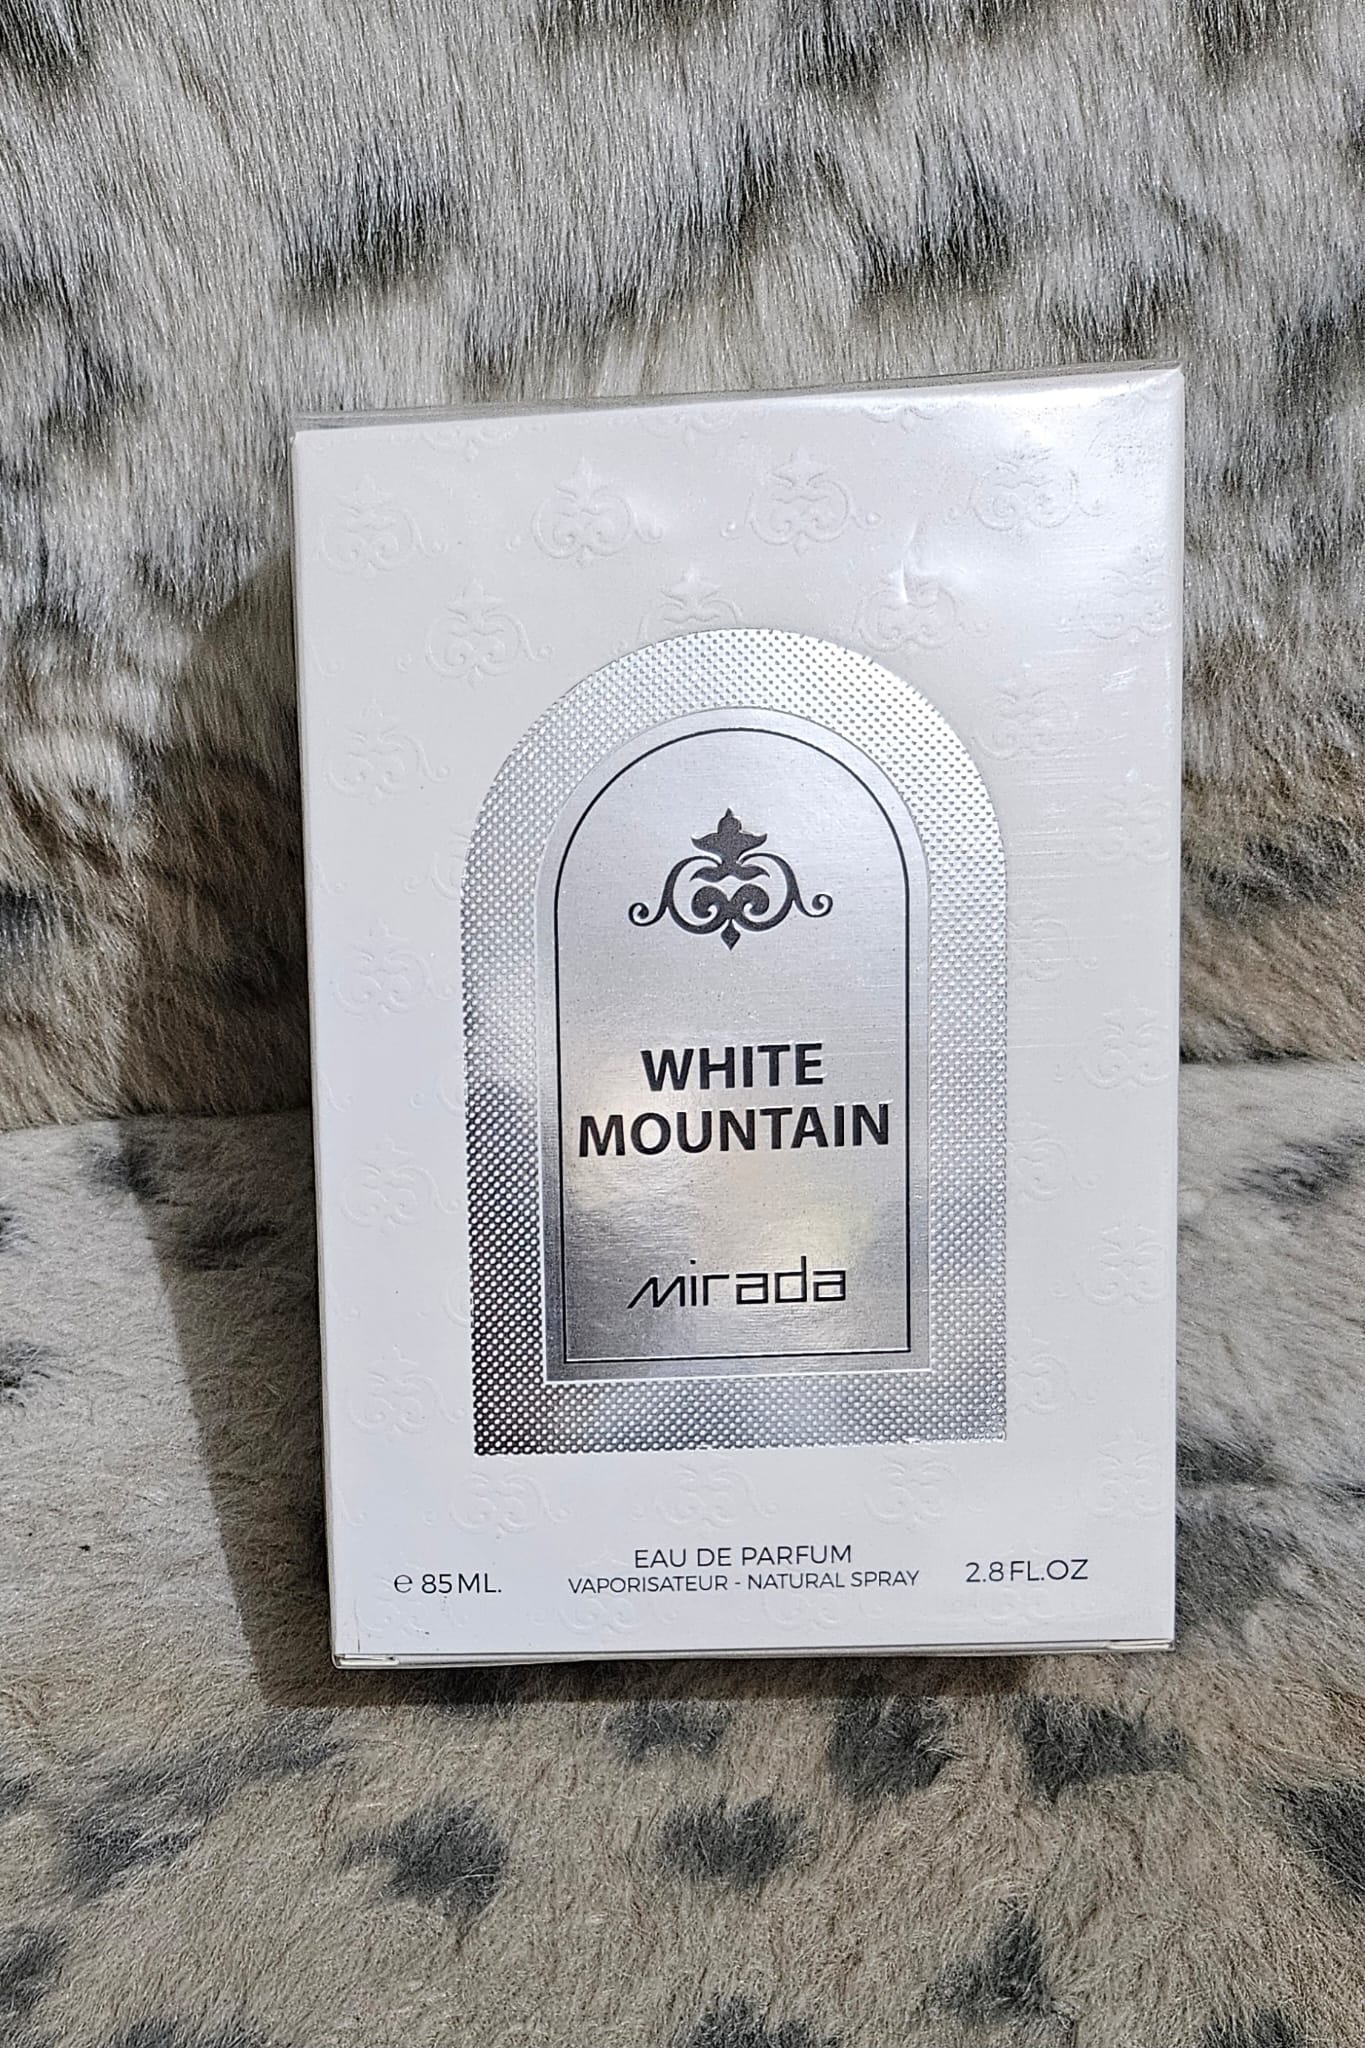 WHITE
MOUNTAIN
mirada
EAU DE PARFUM
℮ 85ML. VAPORISATEUR - NATURAL SPRAY 2.8 FL.OZ